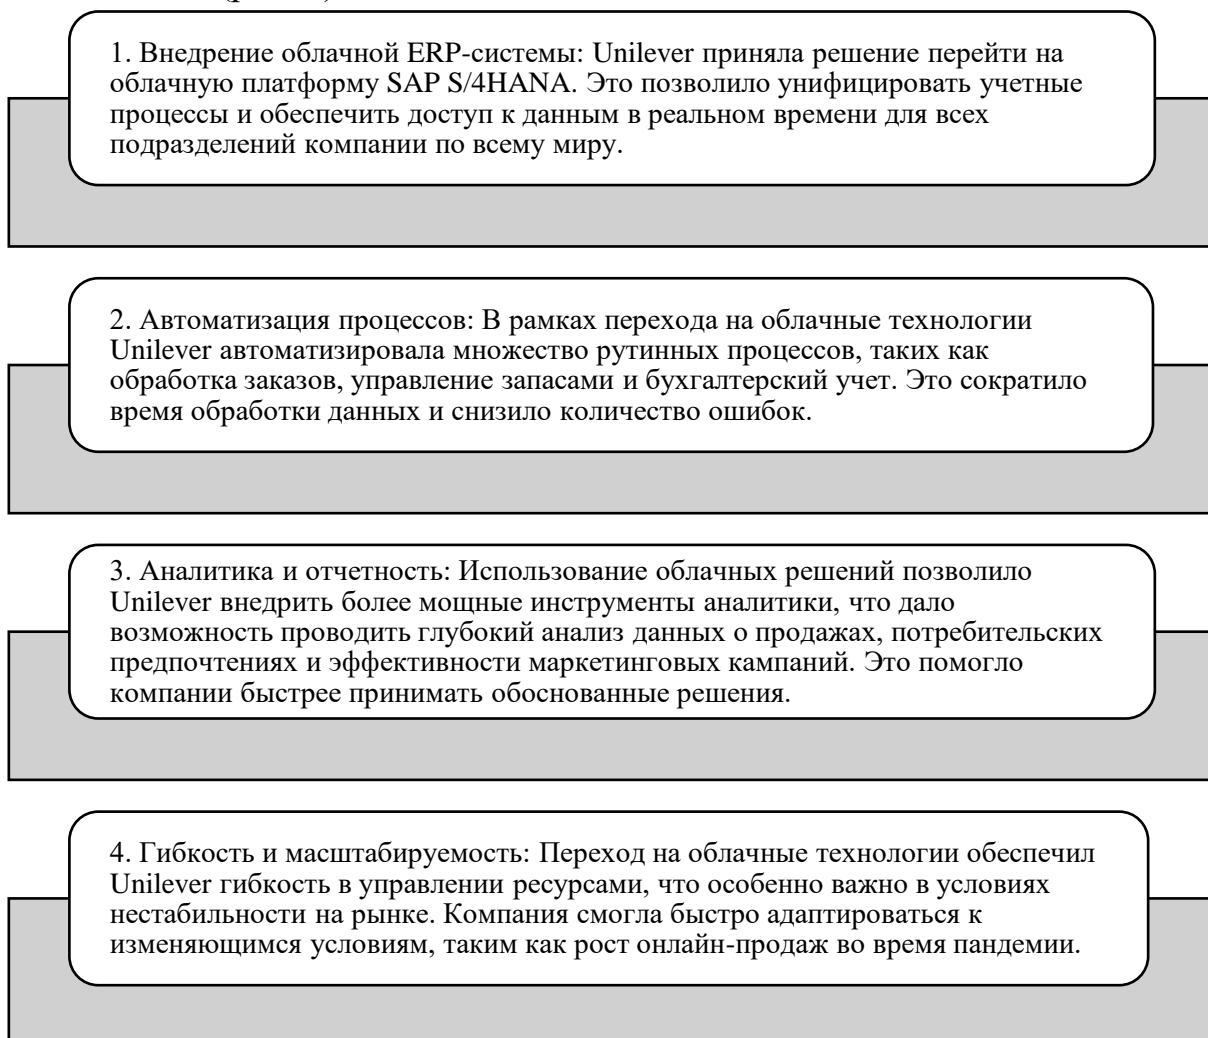 1. Внедрение облачной ERP-системы: Unilever приняла решение перейти на
облачную платформу SAP S/4HANA. Это позволило унифицировать учетные
процессы и обеспечить доступ к данным в реальном времени для всех
подразделений компании по всему миру.
2. Автоматизация процессов: В рамках перехода на облачные технологии
Unilever автоматизировала множество рутинных процессов, таких как
обработка заказов, управление запасами и бухгалтерский учет. Это сократило
время обработки данных и снизило количество ошибок.
3. Аналитика и отчетность: Использование облачных решений позволило
Unilever внедрить более мощные инструменты аналитики, что дало
возможность проводить глубокий анализ данных о продажах, потребительских
предпочтениях и эффективности маркетинговых кампаний. Это помогло
компании быстрее принимать обоснованные решения.
4. Гибкость и масштабируемость: Переход на облачные технологии обеспечил
Unilever гибкость в управлении ресурсами, что особенно важно в условиях
нестабильности на рынке. Компания смогла быстро адаптироваться к
изменяющимся условиям, таким как рост онлайн-продаж во время пандемии.